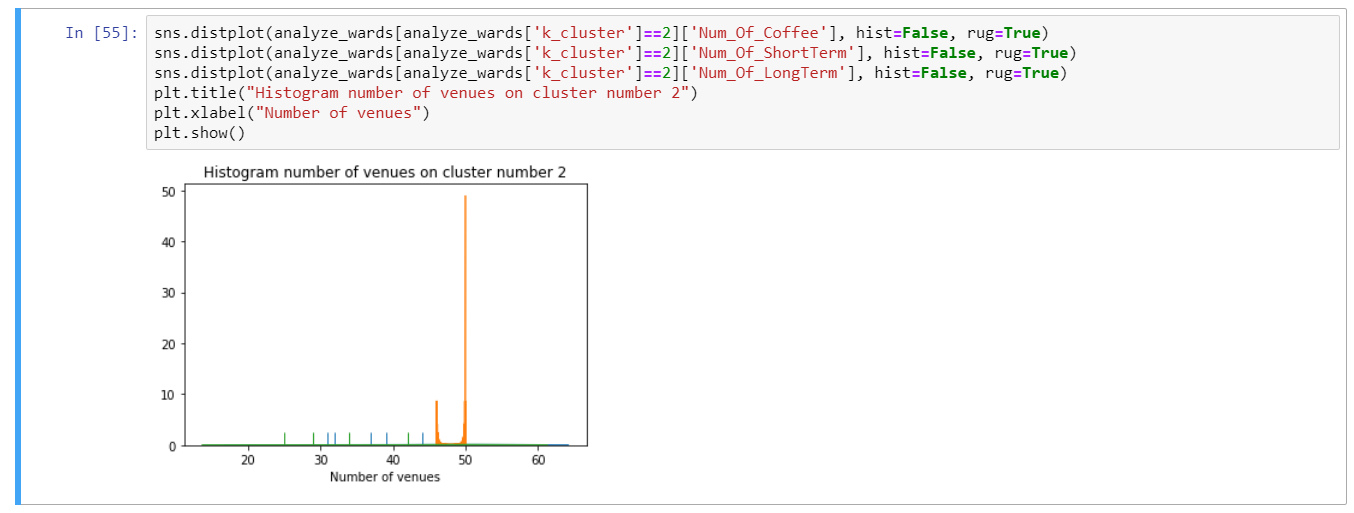 In [55]: sns.distplot(analyze_wards[analyze_wards['k_cluster']==2]['Num_Of_Coffee'], hist=False, rug=True)
sns.distplot(analyze_wards[analyze_wards['k_cluster']==2]['Num_Of_ShortTerm'], hist=False, rug=True)
sns.distplot(analyze_wards[analyze_wards['k_cluster']==2]['Num_Of_LongTerm'], hist=False, rug=True)
plt.title("Histogram number of venues on cluster number 2")
plt.xlabel("Number of venues")
plt.show()
Histogram number of venues on cluster number 2
50
40
30
20
10
0
20 30 40 50 60
Number of venues